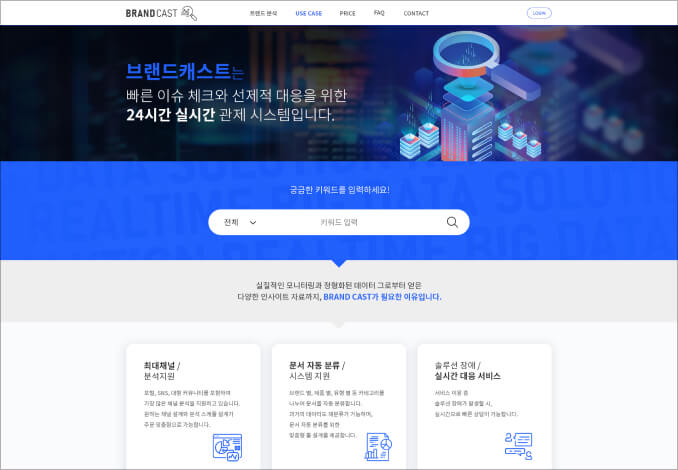 BRANDCAST
트렌드 분석 USE CASE PRICE FAQ CONTACT LOGIN
브랜드캐스트는
빠른 이슈 체크와 선제적 대응을 위한
24시간 실시간 관제 시스템입니다.
궁금한 키워드를 입력하세요!
전체 키워드 입력
DATA SOLUTION
REALTIME BIG DATA SOLUTION
REALTIME BIG DATA
실질적인 모니터링과 정형화된 데이터 그로부터 얻은
다양한 인사이트 자료까지, BRAND CAST가 필요한 이유입니다.
최대채널 /
분석지원
포털, SNS, 대형 커뮤니티를 포함하여
가장 많은 채널 분석을 지원하고 있습니다.
원하는 채널 설계와 분석 스케줄 설계가
주문 맞춤형으로 가능합니다.
문서 자동 분류 /
시스템 지원
브랜드 별, 제품 별, 유형 별 등 카테고리를
나누어 문서를 자동 분류합니다.
과거의 데이터도 재분류가 가능하며,
문서 자동 분류를 위한
맞춤형 툴 설계를 제공합니다.
솔루션 장애 /
실시간 대응 서비스
서비스 이용 중
솔루션 장애가 발생할 시,
실시간으로 빠른 상담이 가능합니다.